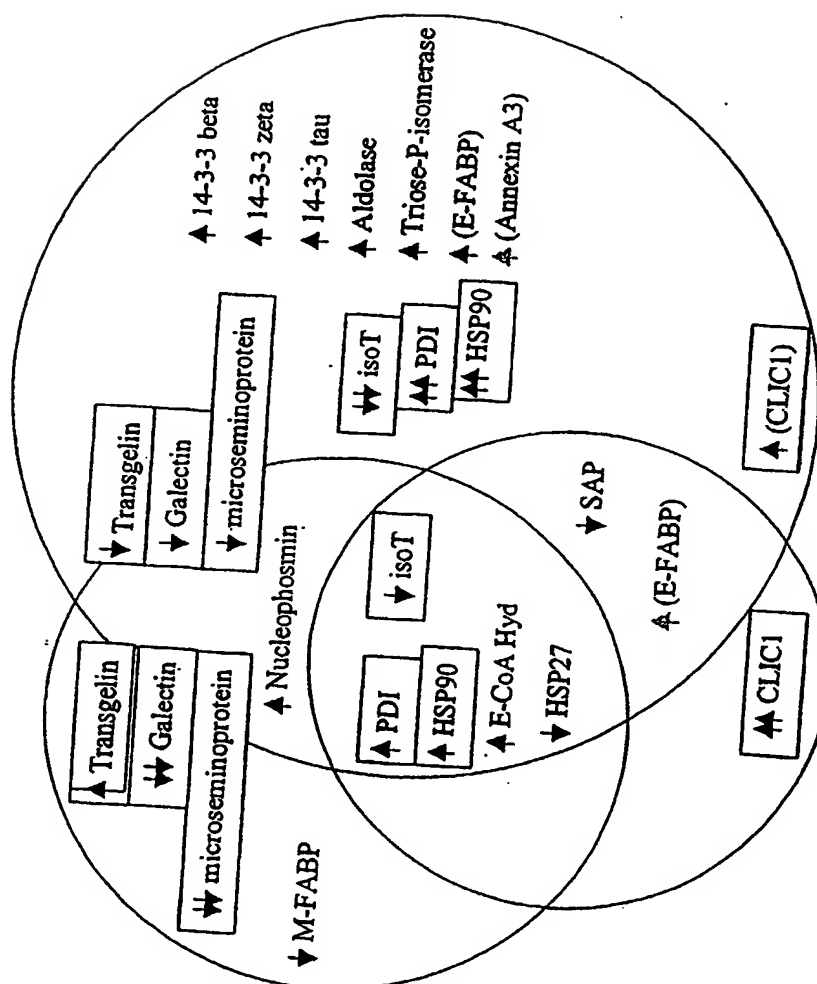 ↑ Transgelin
↓↓ Galectin
↓↓ microseminoprotein
↓ M-FABP
↓ Transgelin
↓ Galectin
↓ microseminoprotein
↑ Nucleophosmin
↑ 14-3-3 beta
↑ 14-3-3 zeta
↑ 14-3-3 tau
↑ Aldolase
↑ Triose-P-isomerase
↑ (E-FABP)
↑↑ (Annexin A3)
↓↓ isoT
↑↑ PDI
↑↑ HSP90
↓ isoT
↑ PDI
↑ HSP90
↑ E-CoA Hyd
↓ HSP27
↓ SAP
↑↑ (E-FABP)
↑↑ CLIC1
↑ (CLIC1)